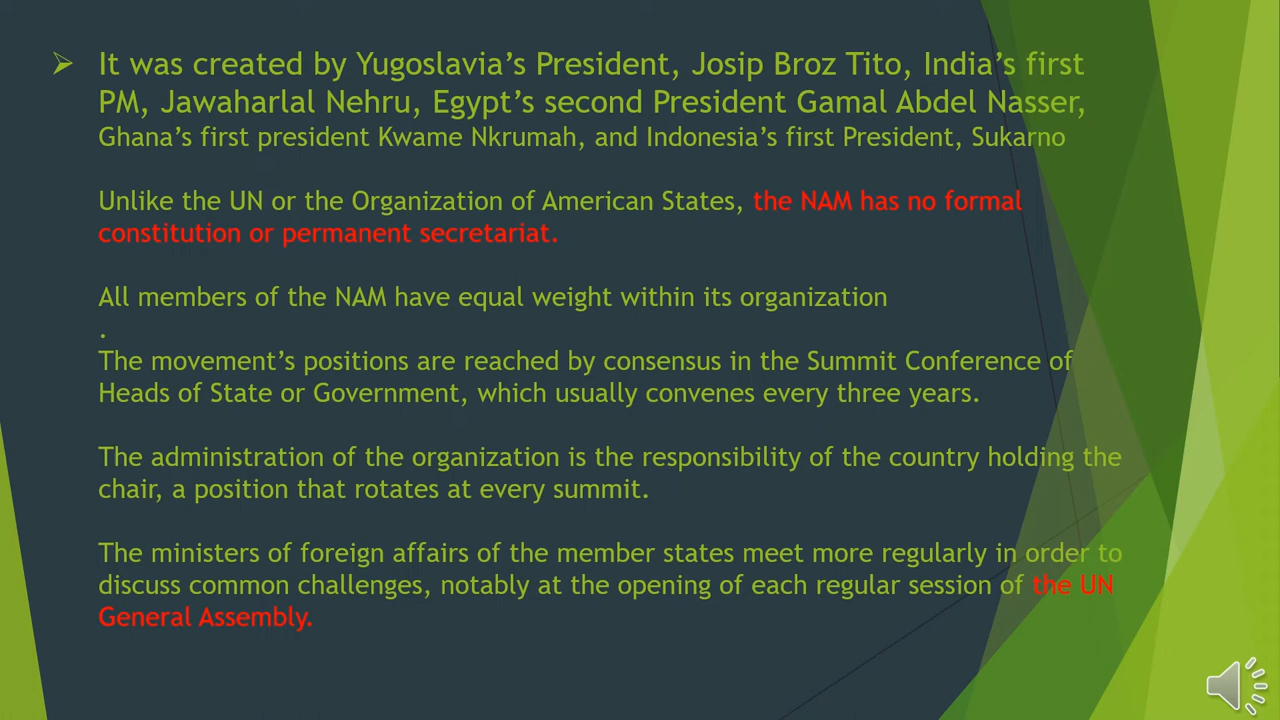 It was created by Yugoslavia’s President, Josip Broz Tito, India’s first
PM, Jawaharlal Nehru, Egypt’s second President Gamal Abdel Nasser,
Ghana’s first president Kwame Nkrumah, and Indonesia’s first President, Sukarno
Unlike the UN or the Organization of American States, the NAM has no formal
constitution or permanent secretariat.
All members of the NAM have equal weight within its organization
.
The movement’s positions are reached by consensus in the Summit Conference of
Heads of State or Government, which usually convenes every three years.
The administration of the organization is the responsibility of the country holding the
chair, a position that rotates at every summit.
The ministers of foreign affairs of the member states meet more regularly in order to
discuss common challenges, notably at the opening of each regular session of the UN
General Assembly.